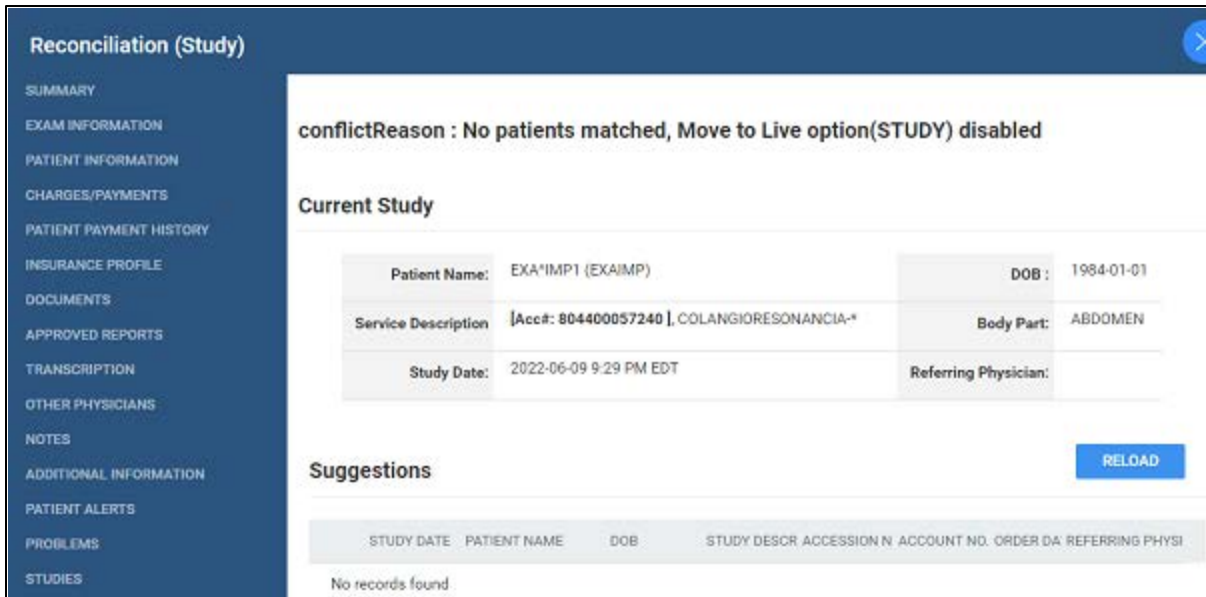 Reconciliation (Study)
SUMMARY
EXAM INFORMATION
PATIENT INFORMATION
CHARGES/PAYMENTS
PATIENT PAYMENT HISTORY
INSURANCE PROFILE
DOCUMENTS
APPROVED REPORTS
TRANSCRIPTION
OTHER PHYSICIANS
NOTES
ADDITIONAL INFORMATION
PATIENT ALERTS
PROBLEMS
STUDIES
conflictReason : No patients matched, Move to Live option(STUDY) disabled
Current Study
Patient Name: EXA^IMP1 (EXAIMP) DOB : 1984-01-01
Service Description [Acc#: 804400057240 ], COLANGIORESONANCIA-* Body Part: ABDOMEN
Study Date: 2022-06-09 9:29 PM EDT Referring Physician:
Suggestions RELOAD
STUDY DATE PATIENT NAME DOB STUDY DESCR ACCESSION N ACCOUNT NO. ORDER DA REFERRING PHYSI
No records found